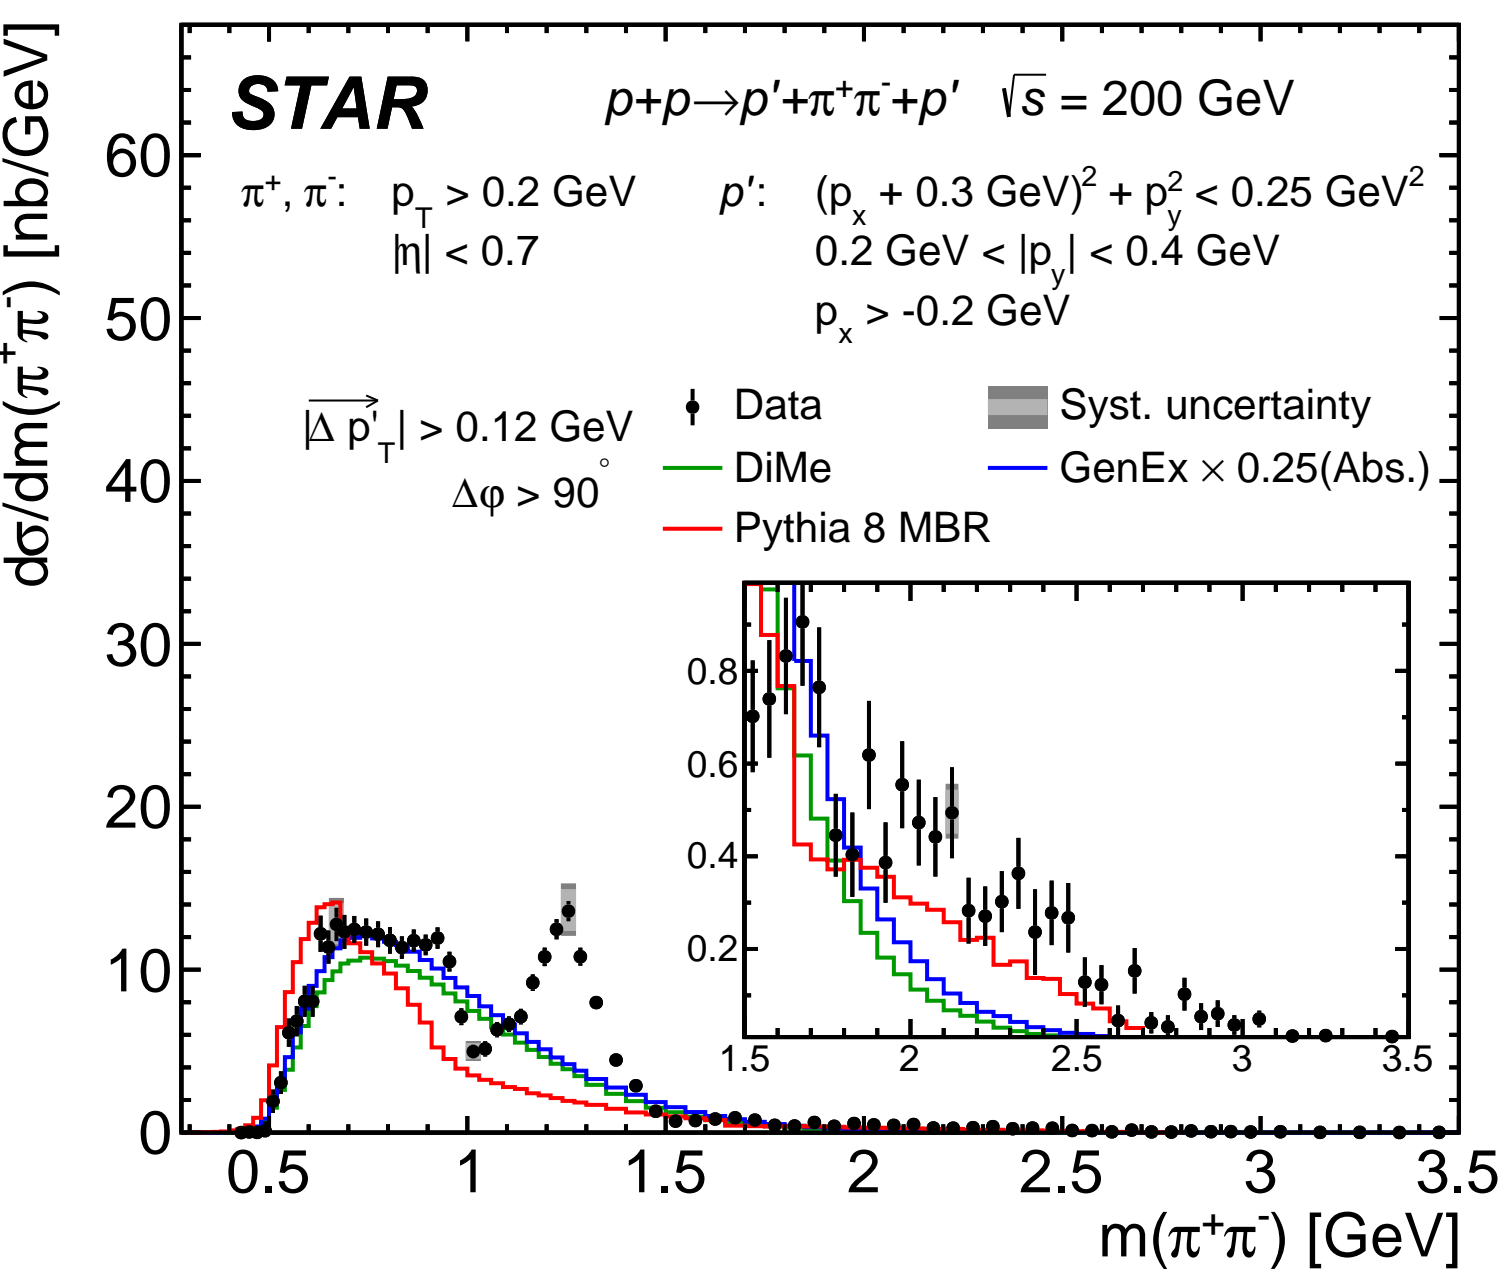 STAR p+p→p′+π⁺π⁻+p′ √s = 200 GeV
π⁺, π⁻: p_T > 0.2 GeV p′: (p_x + 0.3 GeV)² + p_y² < 0.25 GeV²
|η| < 0.7 0.2 GeV < |p_y| < 0.4 GeV
p_x > -0.2 GeV
|Δ p'_T| > 0.12 GeV
Δφ > 90°
Data Syst. uncertainty
DiMe GenEx × 0.25(Abs.)
Pythia 8 MBR
dσ/dm(π⁺π⁻) [nb/GeV]
60
50
40
30
20
10
0
0.5 1 1.5 2 2.5 3 3.5
m(π⁺π⁻) [GeV]
0.8
0.6
0.4
0.2
1.5 2 2.5 3 3.5